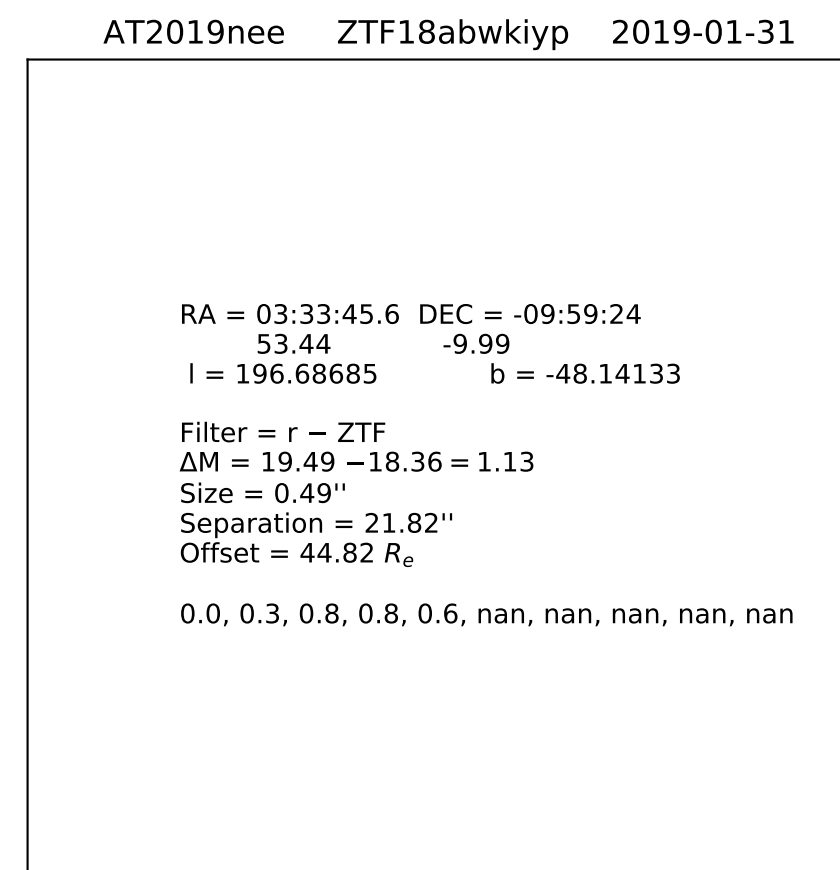 AT2019nee ZTF18abwkiyp 2019-01-31
RA = 03:33:45.6 DEC = -09:59:24
53.44 -9.99
l = 196.68685 b = -48.14133
Filter = r − ZTF
ΔM = 19.49 −18.36 = 1.13
Size = 0.49''
Separation = 21.82''
Offset = 44.82 Re
0.0, 0.3, 0.8, 0.8, 0.6, nan, nan, nan, nan, nan